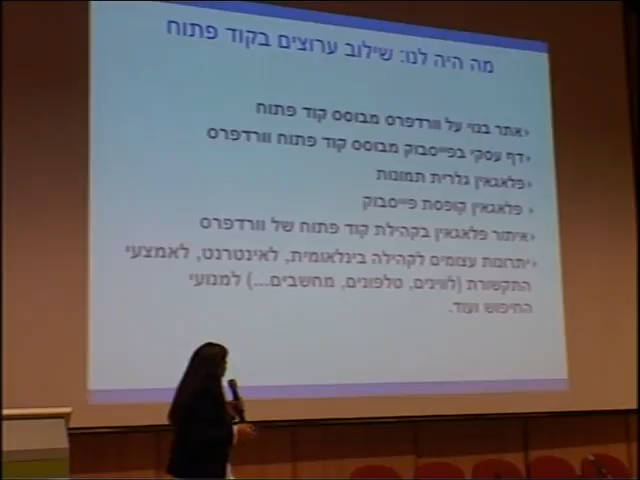 מה היה לנו: שילוב ערוצים בקוד פתוח
אתר בנוי על וורדפרס מבוסס קוד פתוח
דף עסקי בפייסבוק מבוסס קוד פתוח וורדפרס
פלאגאין גלרית תמונות
פלאגאין קופסת פייסבוק
איתור פלאגאין בקהילת קוד פתוח של וורדפרס
יתרונות עצומים לקהילה בינלאומית, לאינטרנט, לאמצעי
התקשורת (לווינים, טלפונים, מחשבים...) למנועי
החיפוש ועוד.